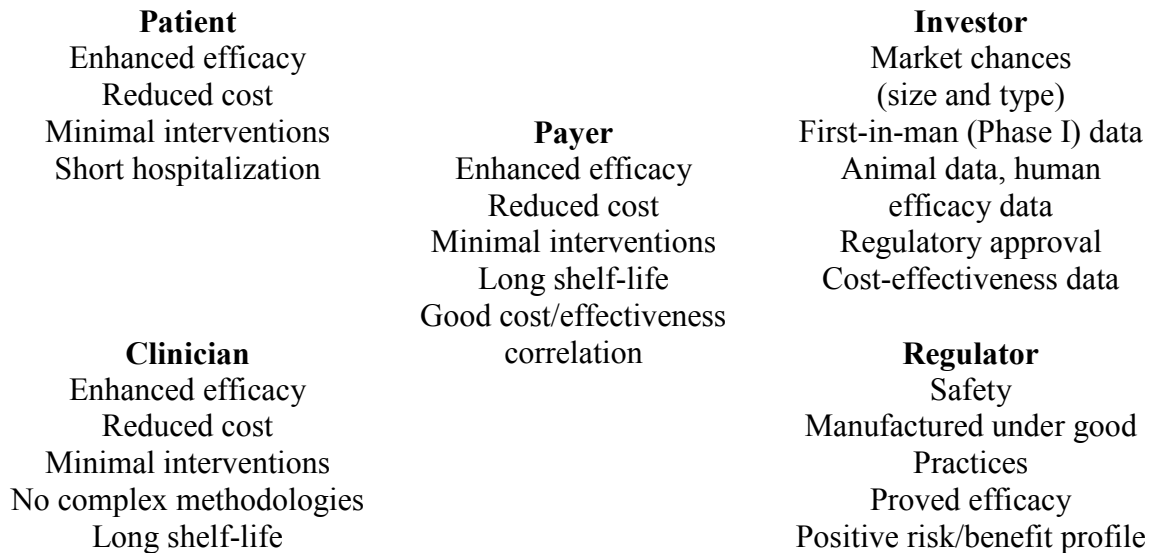 Patient
Enhanced efficacy
Reduced cost
Minimal interventions
Short hospitalization
Investor
Market chances
(size and type)
First-in-man (Phase I) data
Animal data, human
efficacy data
Regulatory approval
Cost-effectiveness data
Payer
Enhanced efficacy
Reduced cost
Minimal interventions
Long shelf-life
Good cost/effectiveness
correlation
Clinician
Enhanced efficacy
Reduced cost
Minimal interventions
No complex methodologies
Long shelf-life
Regulator
Safety
Manufactured under good
Practices
Proved efficacy
Positive risk/benefit profile